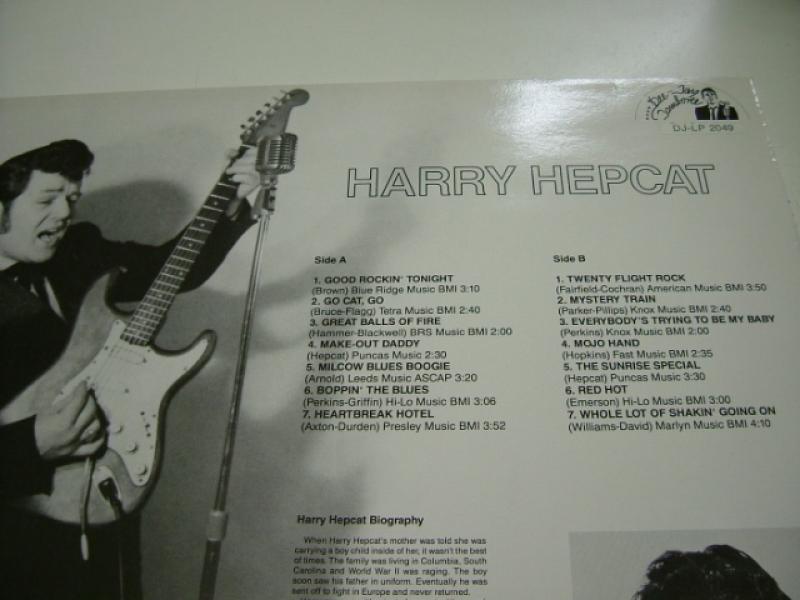 Dee-Jay
Jamboree
DJ-LP 2049
HARRY HEPCAT
Side A
1. GOOD ROCKIN' TONIGHT
(Brown) Blue Ridge Music BMI 3:10
2. GO CAT, GO
(Bruce-Flagg) Tetra Music BMI 2:40
3. GREAT BALLS OF FIRE
(Hammer-Blackwell) BRS Music BMI 2:00
4. MAKE-OUT DADDY
(Hepcat) Puncas Music 2:30
5. MILCOW BLUES BOOGIE
(Arnold) Leeds Music ASCAP 3:20
6. BOPPIN' THE BLUES
(Perkins-Griffin) Hi-Lo Music BMI 3:06
7. HEARTBREAK HOTEL
(Axton-Durden) Presley Music BMI 3:52
Side B
1. TWENTY FLIGHT ROCK
(Fairfield-Cochran) American Music BMI 3:50
2. MYSTERY TRAIN
(Parker-Pillips) Knox Music BMI 2:40
3. EVERYBODY'S TRYING TO BE MY BABY
(Perkins) Knox Music BMI 2:00
4. MOJO HAND
(Hopkins) Fast Music BMI 2:35
5. THE SUNRISE SPECIAL
(Hepcat) Puncas Music 3:30
6. RED HOT
(Emerson) Hi-Lo Music BMI 3:00
7. WHOLE LOT OF SHAKIN' GOING ON
(Williams-David) Marlyn Music BMI 4:10
Harry Hepcat Biography
When Harry Hepcat's mother was told she was
carrying a boy child inside of her, it wasn't the best
of times. The family was living in Columbia, South
Carolina and World War II was raging. The boy
soon saw his father in uniform. Eventually he was
sent off to fight in Europe and never returned.